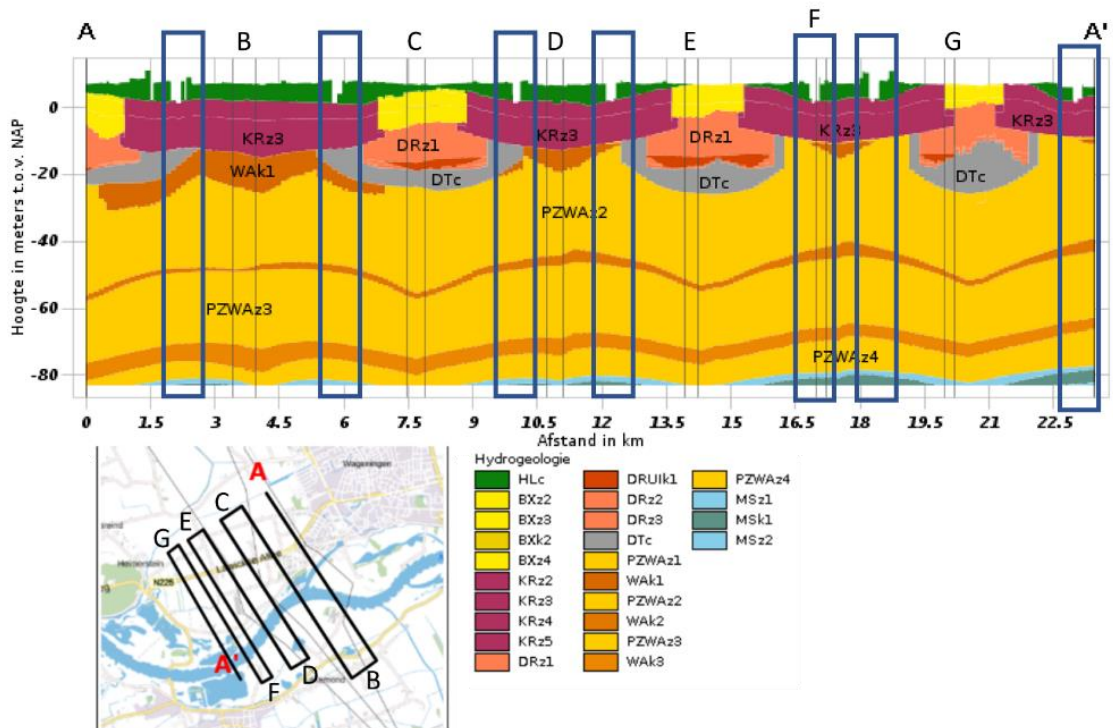 A B C D E F G A'
Hoogte in meters t.o.v. NAP
0
-20
-40
-60
-80
KRz3
WAk1
DRz1
DTc
KRz3
PZWAz2
DRz1
DTc
KRz3
DTc
KRz3
PZWAz3
PZWAz4
0 1.5 3 4.5 6 7.5 9 10.5 12 13.5 15 16.5 18 19.5 21 22.5
Afstand in km
A
C
E
G
Wageningen
N225
A'
F
D
B
Hydrogeologie
HLc
BXz2
BXz3
BXk2
BXz4
KRz2
KRz3
KRz4
KRz5
DRz1
DRUIk1
DRz2
DRz3
DTc
PZWAz1
WAk1
PZWAz2
WAk2
PZWAz3
WAk3
PZWAz4
MSz1
MSk1
MSz2